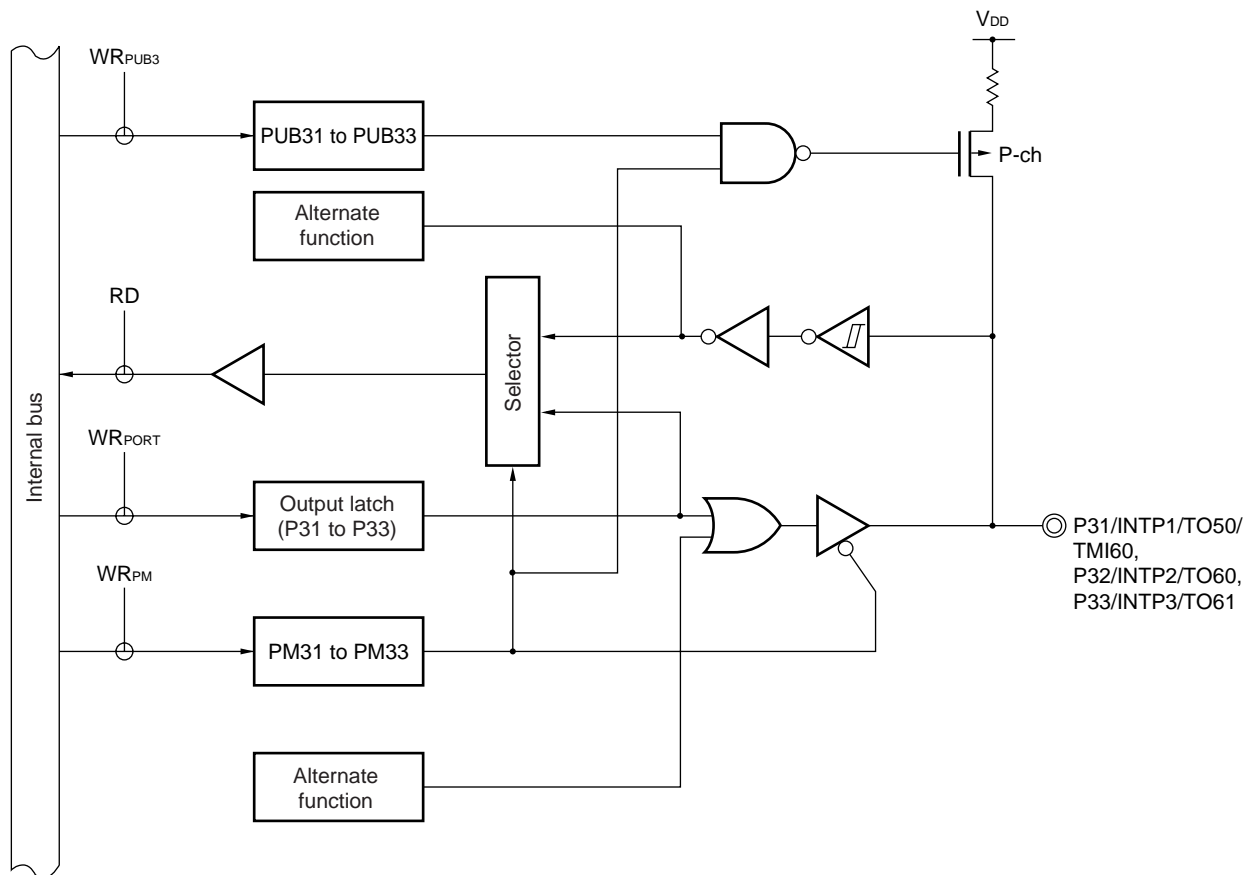 VDD
WRPUB3
PUB31 to PUB33
P-ch
Alternate
function
RD
Selector
Internal bus
WRPORT
Output latch
(P31 to P33)
P31/INTP1/TO50/
TMI60,
P32/INTP2/TO60,
P33/INTP3/TO61
WRPM
PM31 to PM33
Alternate
function